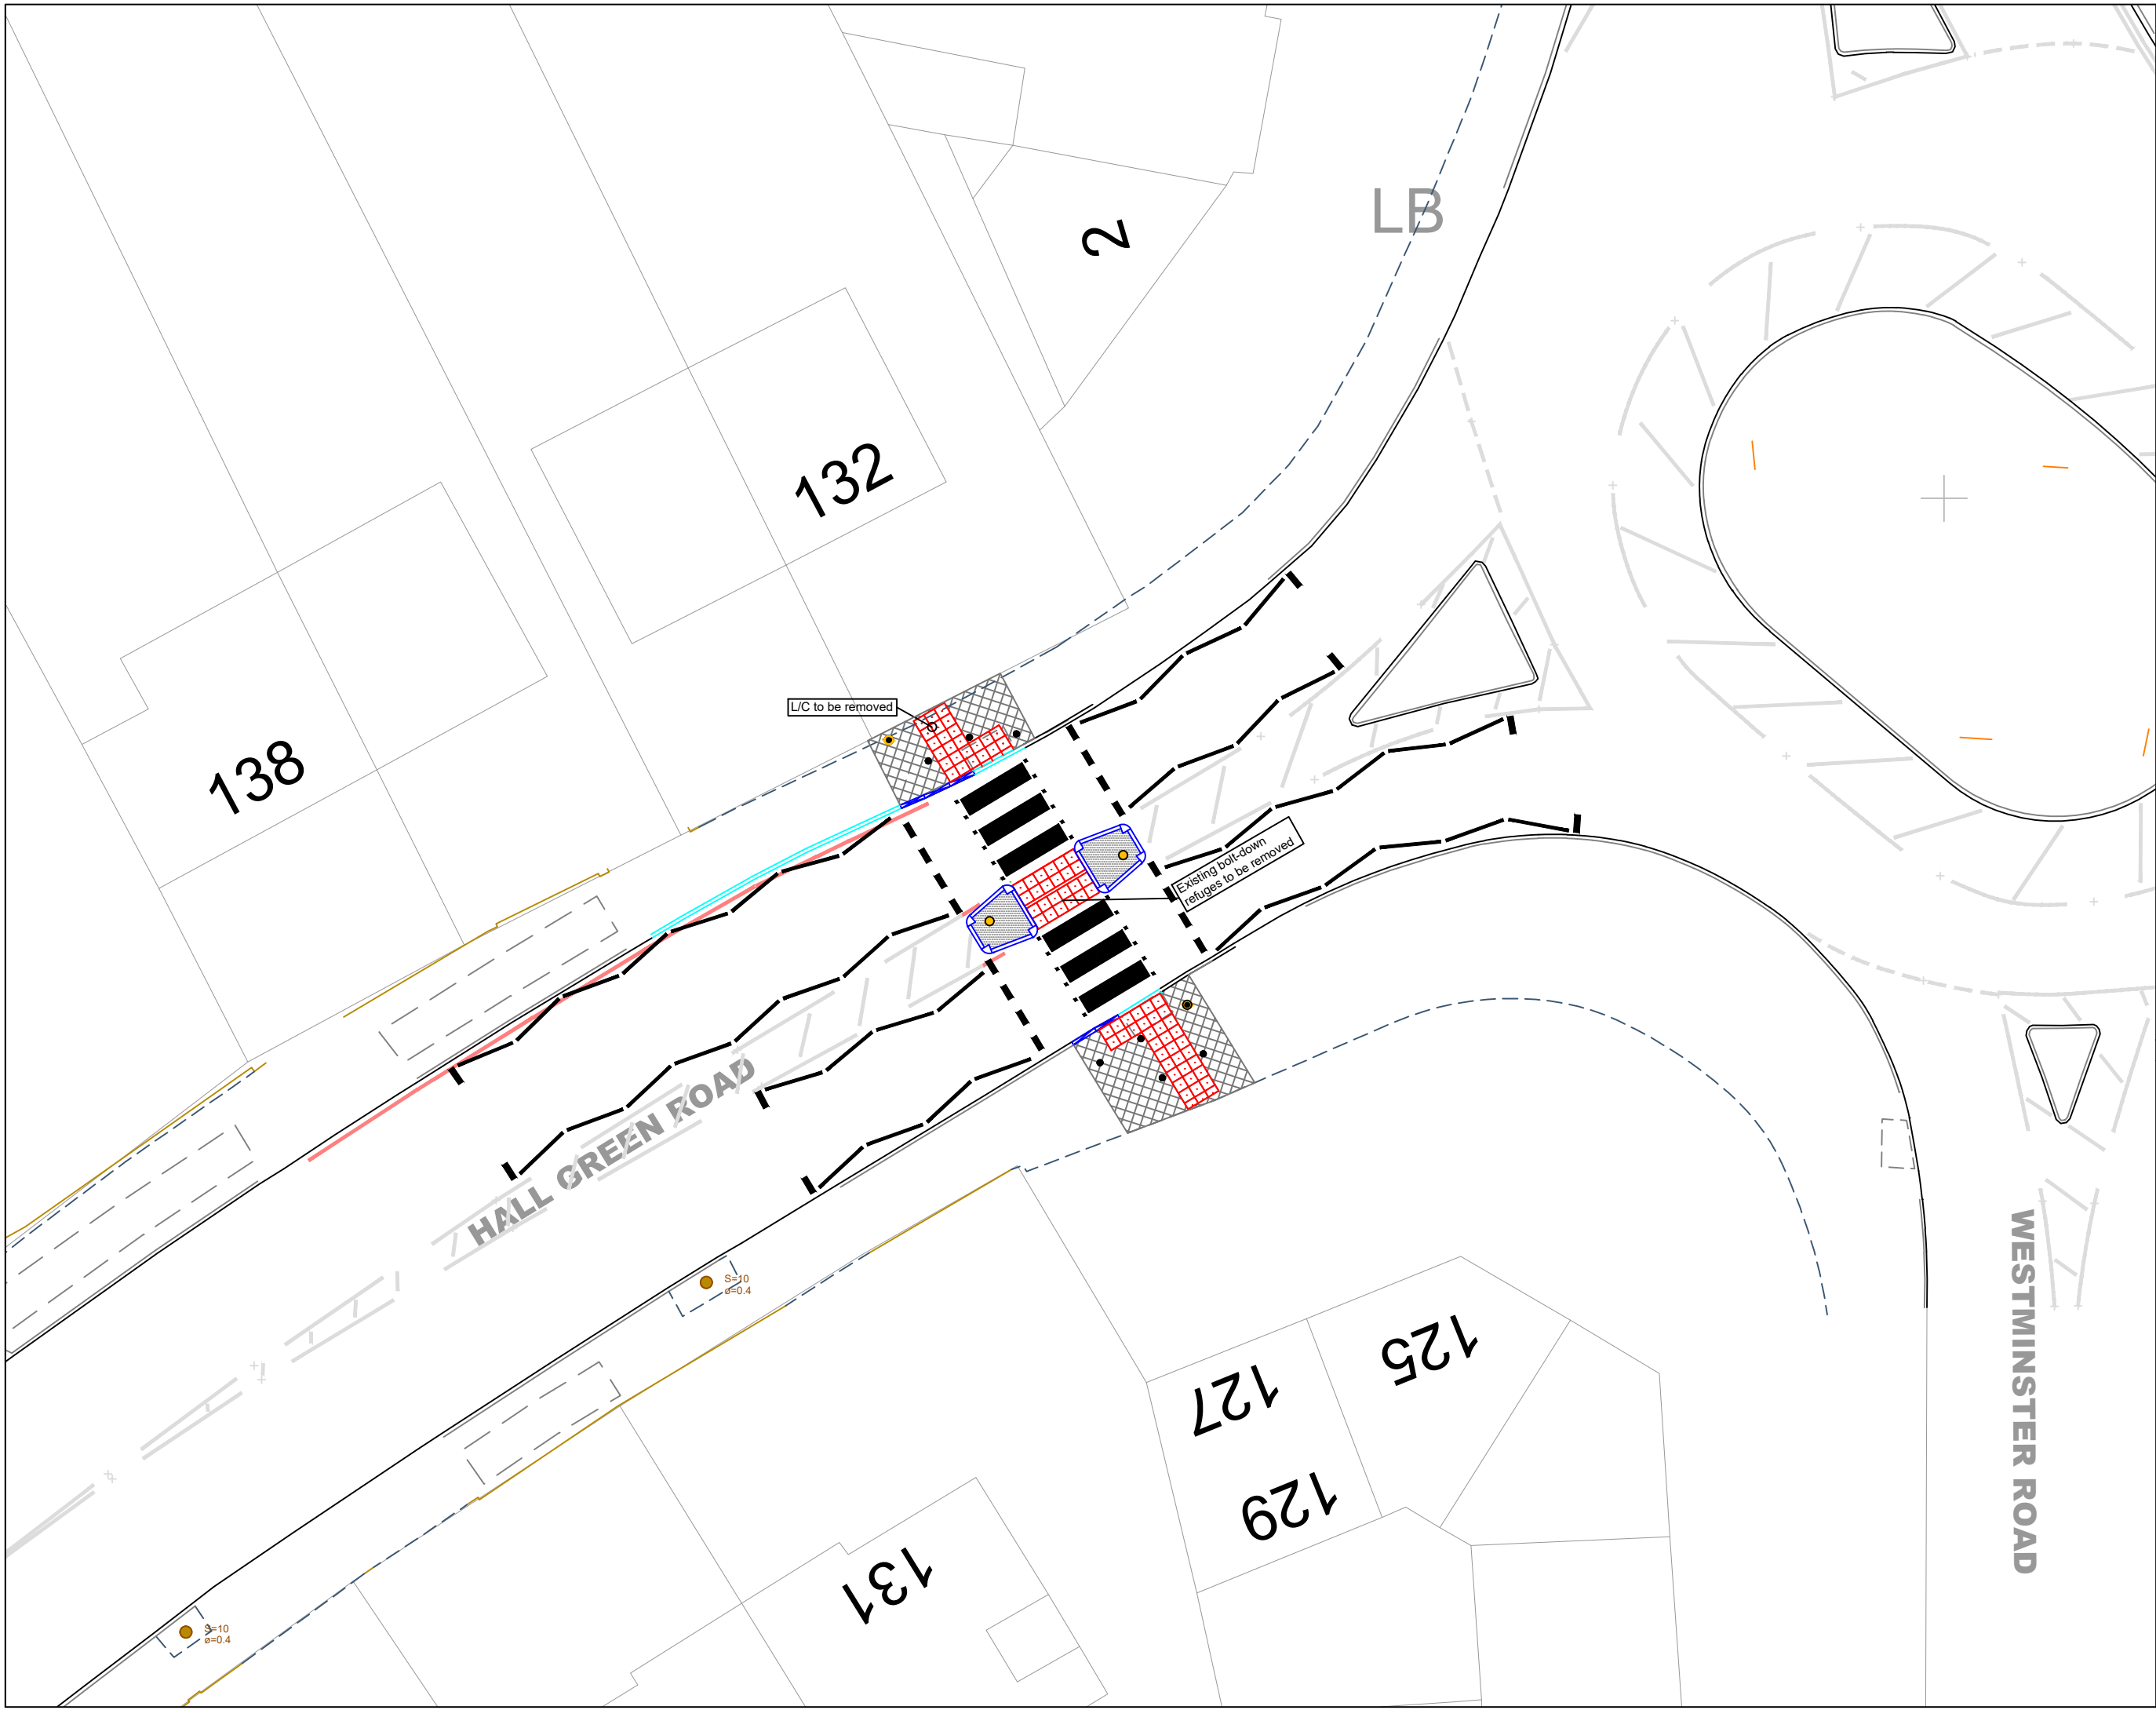 LB
2
132
L/C to be removed
138
Existing bolt-down
refuges to be removed
HALL GREEN ROAD
WESTMINSTER ROAD
S=10
ø=0.4
125
127
129
131
S=10
ø=0.4